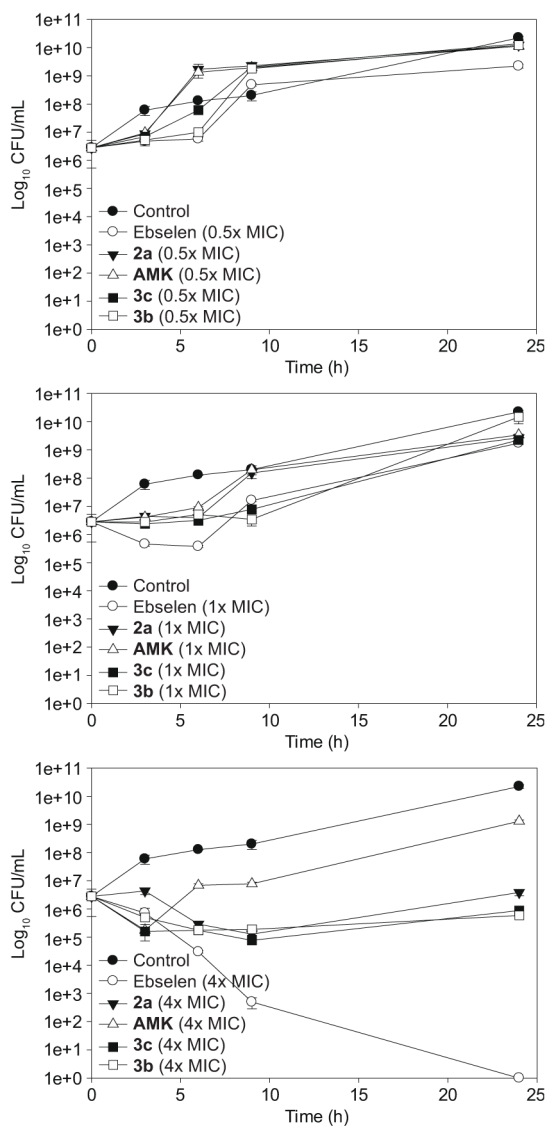 1e+11
1e+10
1e+9
1e+8
1e+7
1e+6
1e+5
1e+4
1e+3
1e+2
1e+1
1e+0
Log10 CFU/mL
Control
Ebselen (0.5x MIC)
2a (0.5x MIC)
AMK (0.5x MIC)
3c (0.5x MIC)
3b (0.5x MIC)
0 5 10 15 20 25
Time (h)
1e+11
1e+10
1e+9
1e+8
1e+7
1e+6
1e+5
1e+4
1e+3
1e+2
1e+1
1e+0
Log10 CFU/mL
Control
Ebselen (1x MIC)
2a (1x MIC)
AMK (1x MIC)
3c (1x MIC)
3b (1x MIC)
0 5 10 15 20 25
Time (h)
1e+11
1e+10
1e+9
1e+8
1e+7
1e+6
1e+5
1e+4
1e+3
1e+2
1e+1
1e+0
Log10 CFU/mL
Control
Ebselen (4x MIC)
2a (4x MIC)
AMK (4x MIC)
3c (4x MIC)
3b (4x MIC)
0 5 10 15 20 25
Time (h)